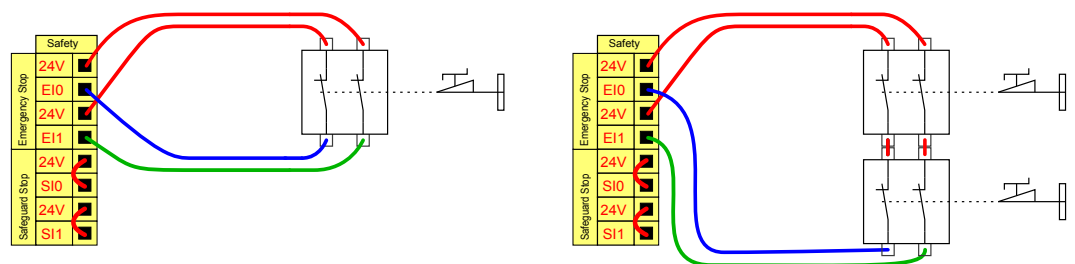 Safety
Emergency Stop
24V
EI0
24V
EI1
Safeguard Stop
24V
SI0
24V
SI1
Safety
Emergency Stop
24V
EI0
24V
EI1
Safeguard Stop
24V
SI0
24V
SI1